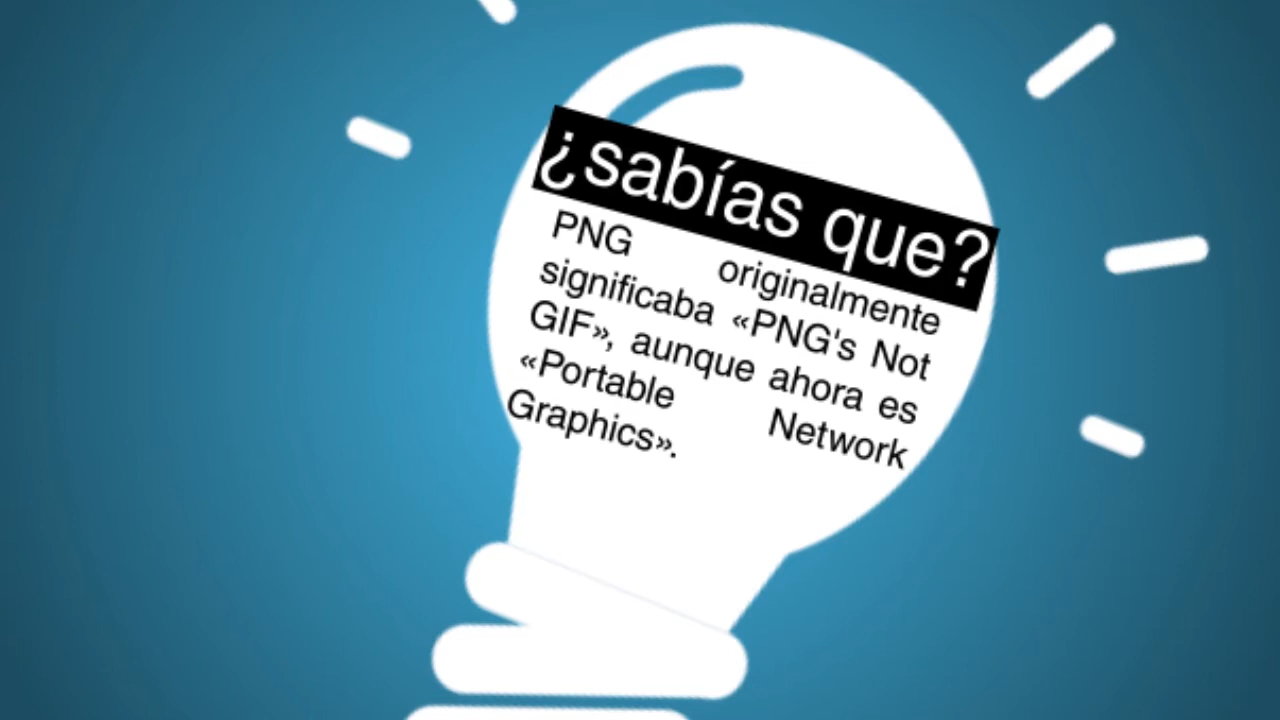 ¿sabías que?
PNG originalmente
significaba «PNG's Not
GIF», aunque ahora es
«Portable Network
Graphics».